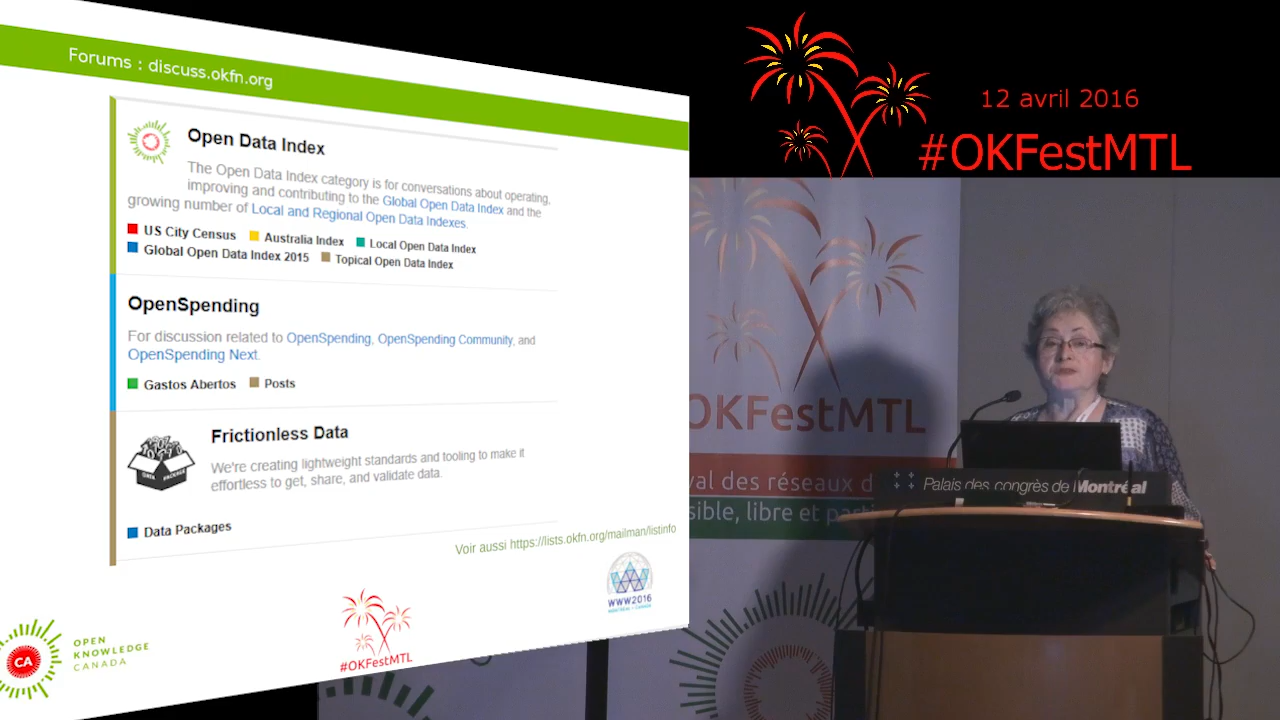 Forums : discuss.okfn.org
Open Data Index
The Open Data Index category is for conversations about operating,
improving and contributing to the Global Open Data Index and the
growing number of Local and Regional Open Data Indexes.
US City Census Australia Index Local Open Data Index
Global Open Data Index 2015 Topical Open Data Index
OpenSpending
For discussion related to OpenSpending, OpenSpending Community, and
OpenSpending Next.
Gastos Abertos Posts
Frictionless Data
We're creating lightweight standards and tooling to make it
effortless to get, share, and validate data.
DATA PACKAGE
Data Packages
Voir aussi https://lists.okfn.org/mailman/listinfo
WWW2016
CA
OPEN
KNOWLEDGE
CANADA
#OKFestMTL
12 avril 2016
#OKFestMTL
OKFestMTL
val des réseaux d
sible, libre et parti
Palais des congrès de Montréal